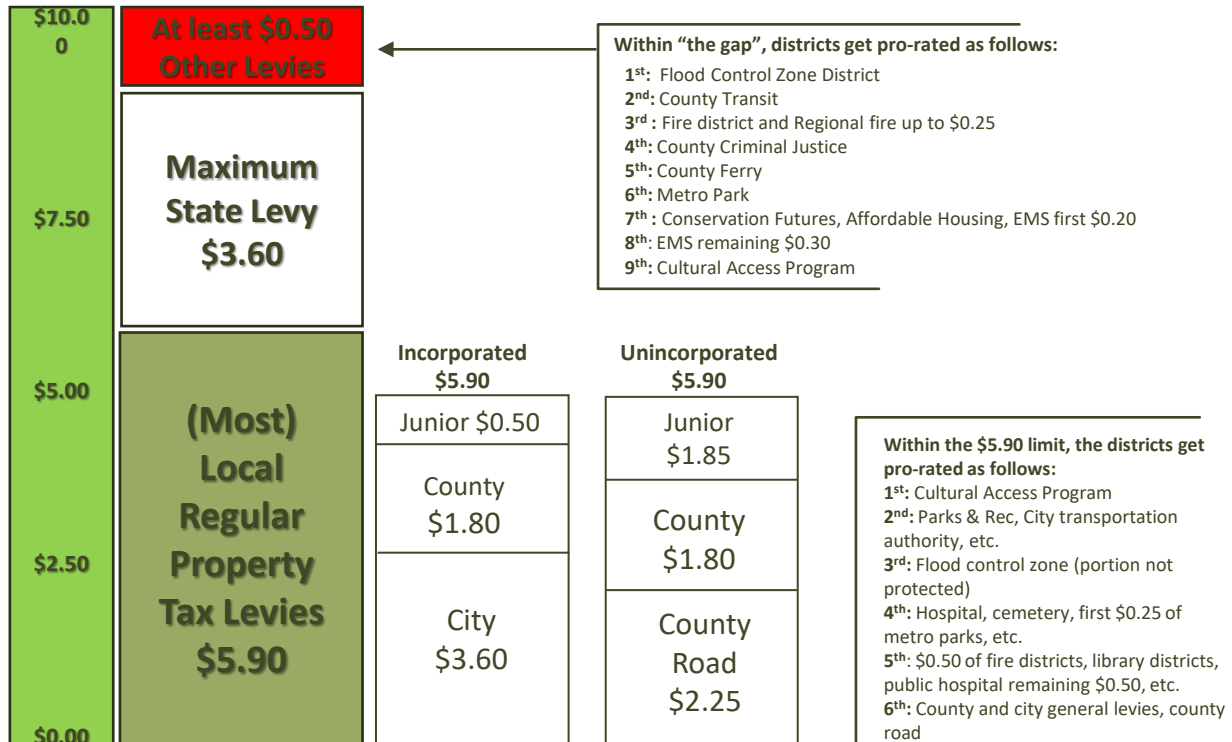 $10.0
0
$7.50
$5.00
$2.50
$0.00
At least $0.50
Other Levies
Maximum
State Levy
$3.60
(Most)
Local
Regular
Property
Tax Levies
$5.90
Within “the gap”, districts get pro-rated as follows:
1st: Flood Control Zone District
2nd: County Transit
3rd : Fire district and Regional fire up to $0.25
4th: County Criminal Justice
5th: County Ferry
6th: Metro Park
7th : Conservation Futures, Affordable Housing, EMS first $0.20
8th: EMS remaining $0.30
9th: Cultural Access Program
Incorporated
$5.90
Junior $0.50
County
$1.80
City
$3.60
Unincorporated
$5.90
Junior
$1.85
County
$1.80
County
Road
$2.25
Within the $5.90 limit, the districts get
pro-rated as follows:
1st: Cultural Access Program
2nd: Parks & Rec, City transportation
authority, etc.
3rd: Flood control zone (portion not
protected)
4th: Hospital, cemetery, first $0.25 of
metro parks, etc.
5th: $0.50 of fire districts, library districts,
public hospital remaining $0.50, etc.
6th: County and city general levies, county
road